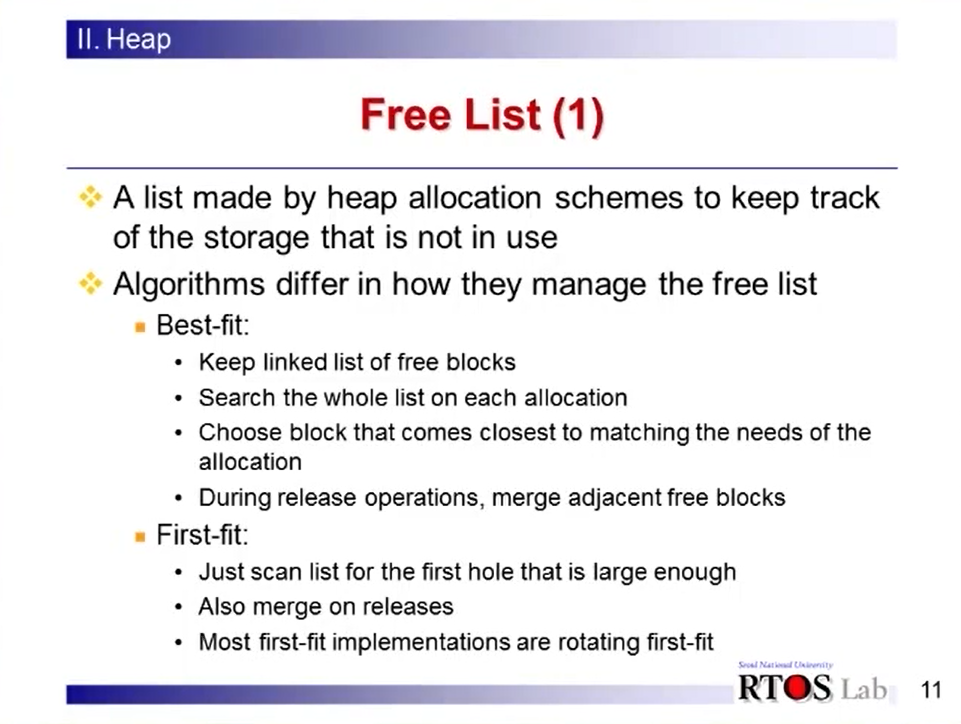 II. Heap
Free List (1)
A list made by heap allocation schemes to keep track
of the storage that is not in use
Algorithms differ in how they manage the free list
Best-fit:
• Keep linked list of free blocks
• Search the whole list on each allocation
• Choose block that comes closest to matching the needs of the
allocation
• During release operations, merge adjacent free blocks
First-fit:
• Just scan list for the first hole that is large enough
• Also merge on releases
• Most first-fit implementations are rotating first-fit
Seoul National University
RTOS Lab
11